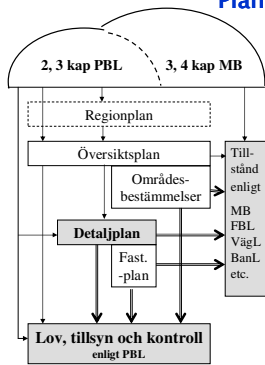 Plan
2, 3 kap PBL
3, 4 kap MB
Regionplan
Översiktsplan
Områdes-
bestämmelser
Detaljplan
Fast.
-plan
Till-
stånd
enligt
MB
FBL
VägL
BanL
etc.
Lov, tillsyn och kontroll
enligt PBL